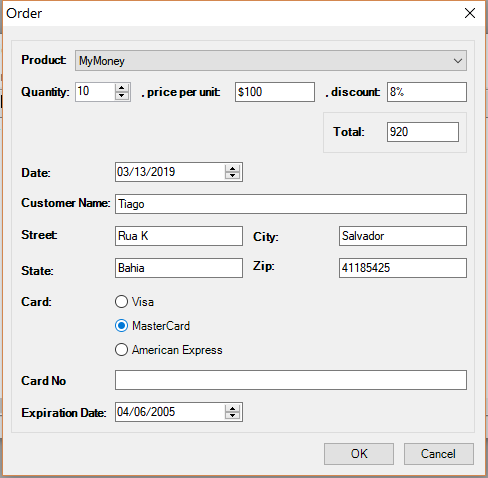 Order
Product: MyMoney
Quantity: 10 , price per unit: $100 , discount: 8%
Total: 920
Date: 03/13/2019
Customer Name: Tiago
Street: Rua K City: Salvador
State: Bahia Zip: 41185425
Card: Visa
MasterCard
American Express
Card No
Expiration Date: 04/06/2005
OK Cancel